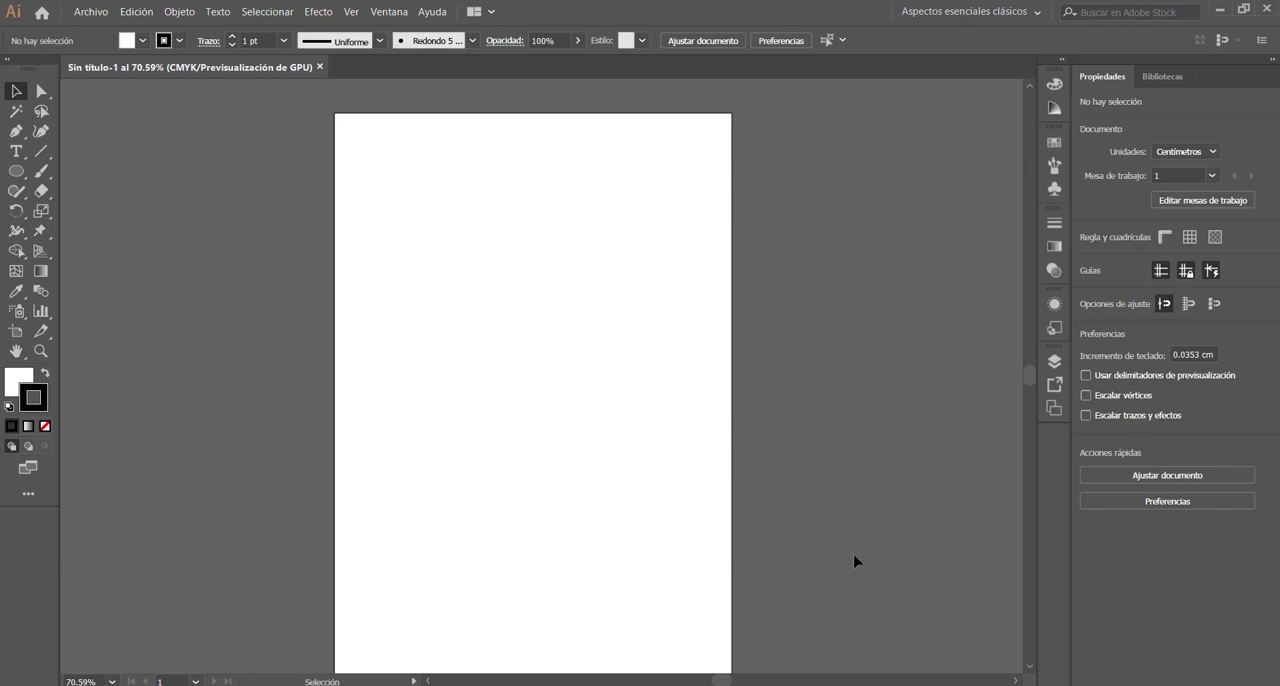 Ai Archivo Edición Objeto Texto Seleccionar Efecto Ver Ventana Ayuda Aspectos esenciales clásicos Buscar en Adobe Stock
No hay selección Trazo: 1 pt Uniforme Redondo 5 ... Opacidad: 100% Estilo: Ajustar documento Preferencias
Sin título-1 al 70.59% (CMYK/Previsualización de GPU) ×
Propiedades Bibliotecas
No hay selección
Documento
Unidades: Centímetros
Mesa de trabajo: 1
Editar mesas de trabajo
Regla y cuadrículas
Guías
Opciones de ajuste
Preferencias
Incremento de teclado: 0.0353 cm
Usar delimitadores de previsualización
Escalar vértices
Escalar trazos y efectos
Acciones rápidas
Ajustar documento
Preferencias
70.59% 1 Selección